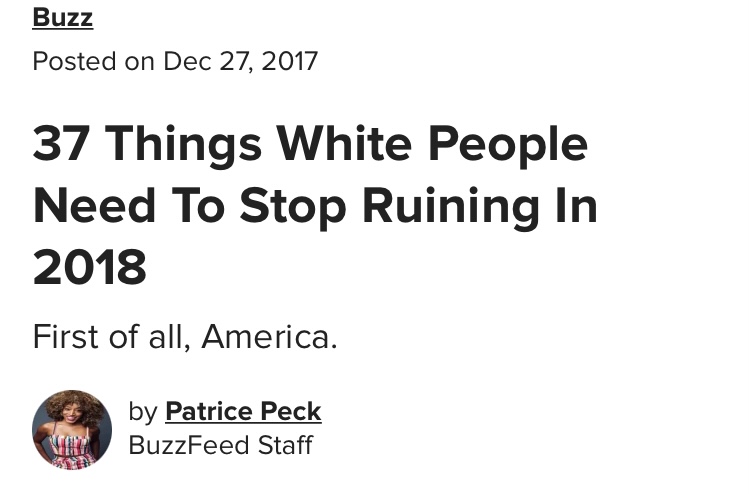 Buzz
Posted on Dec 27, 2017
37 Things White People
Need To Stop Ruining In
2018
First of all, America.
by Patrice Peck
BuzzFeed Staff